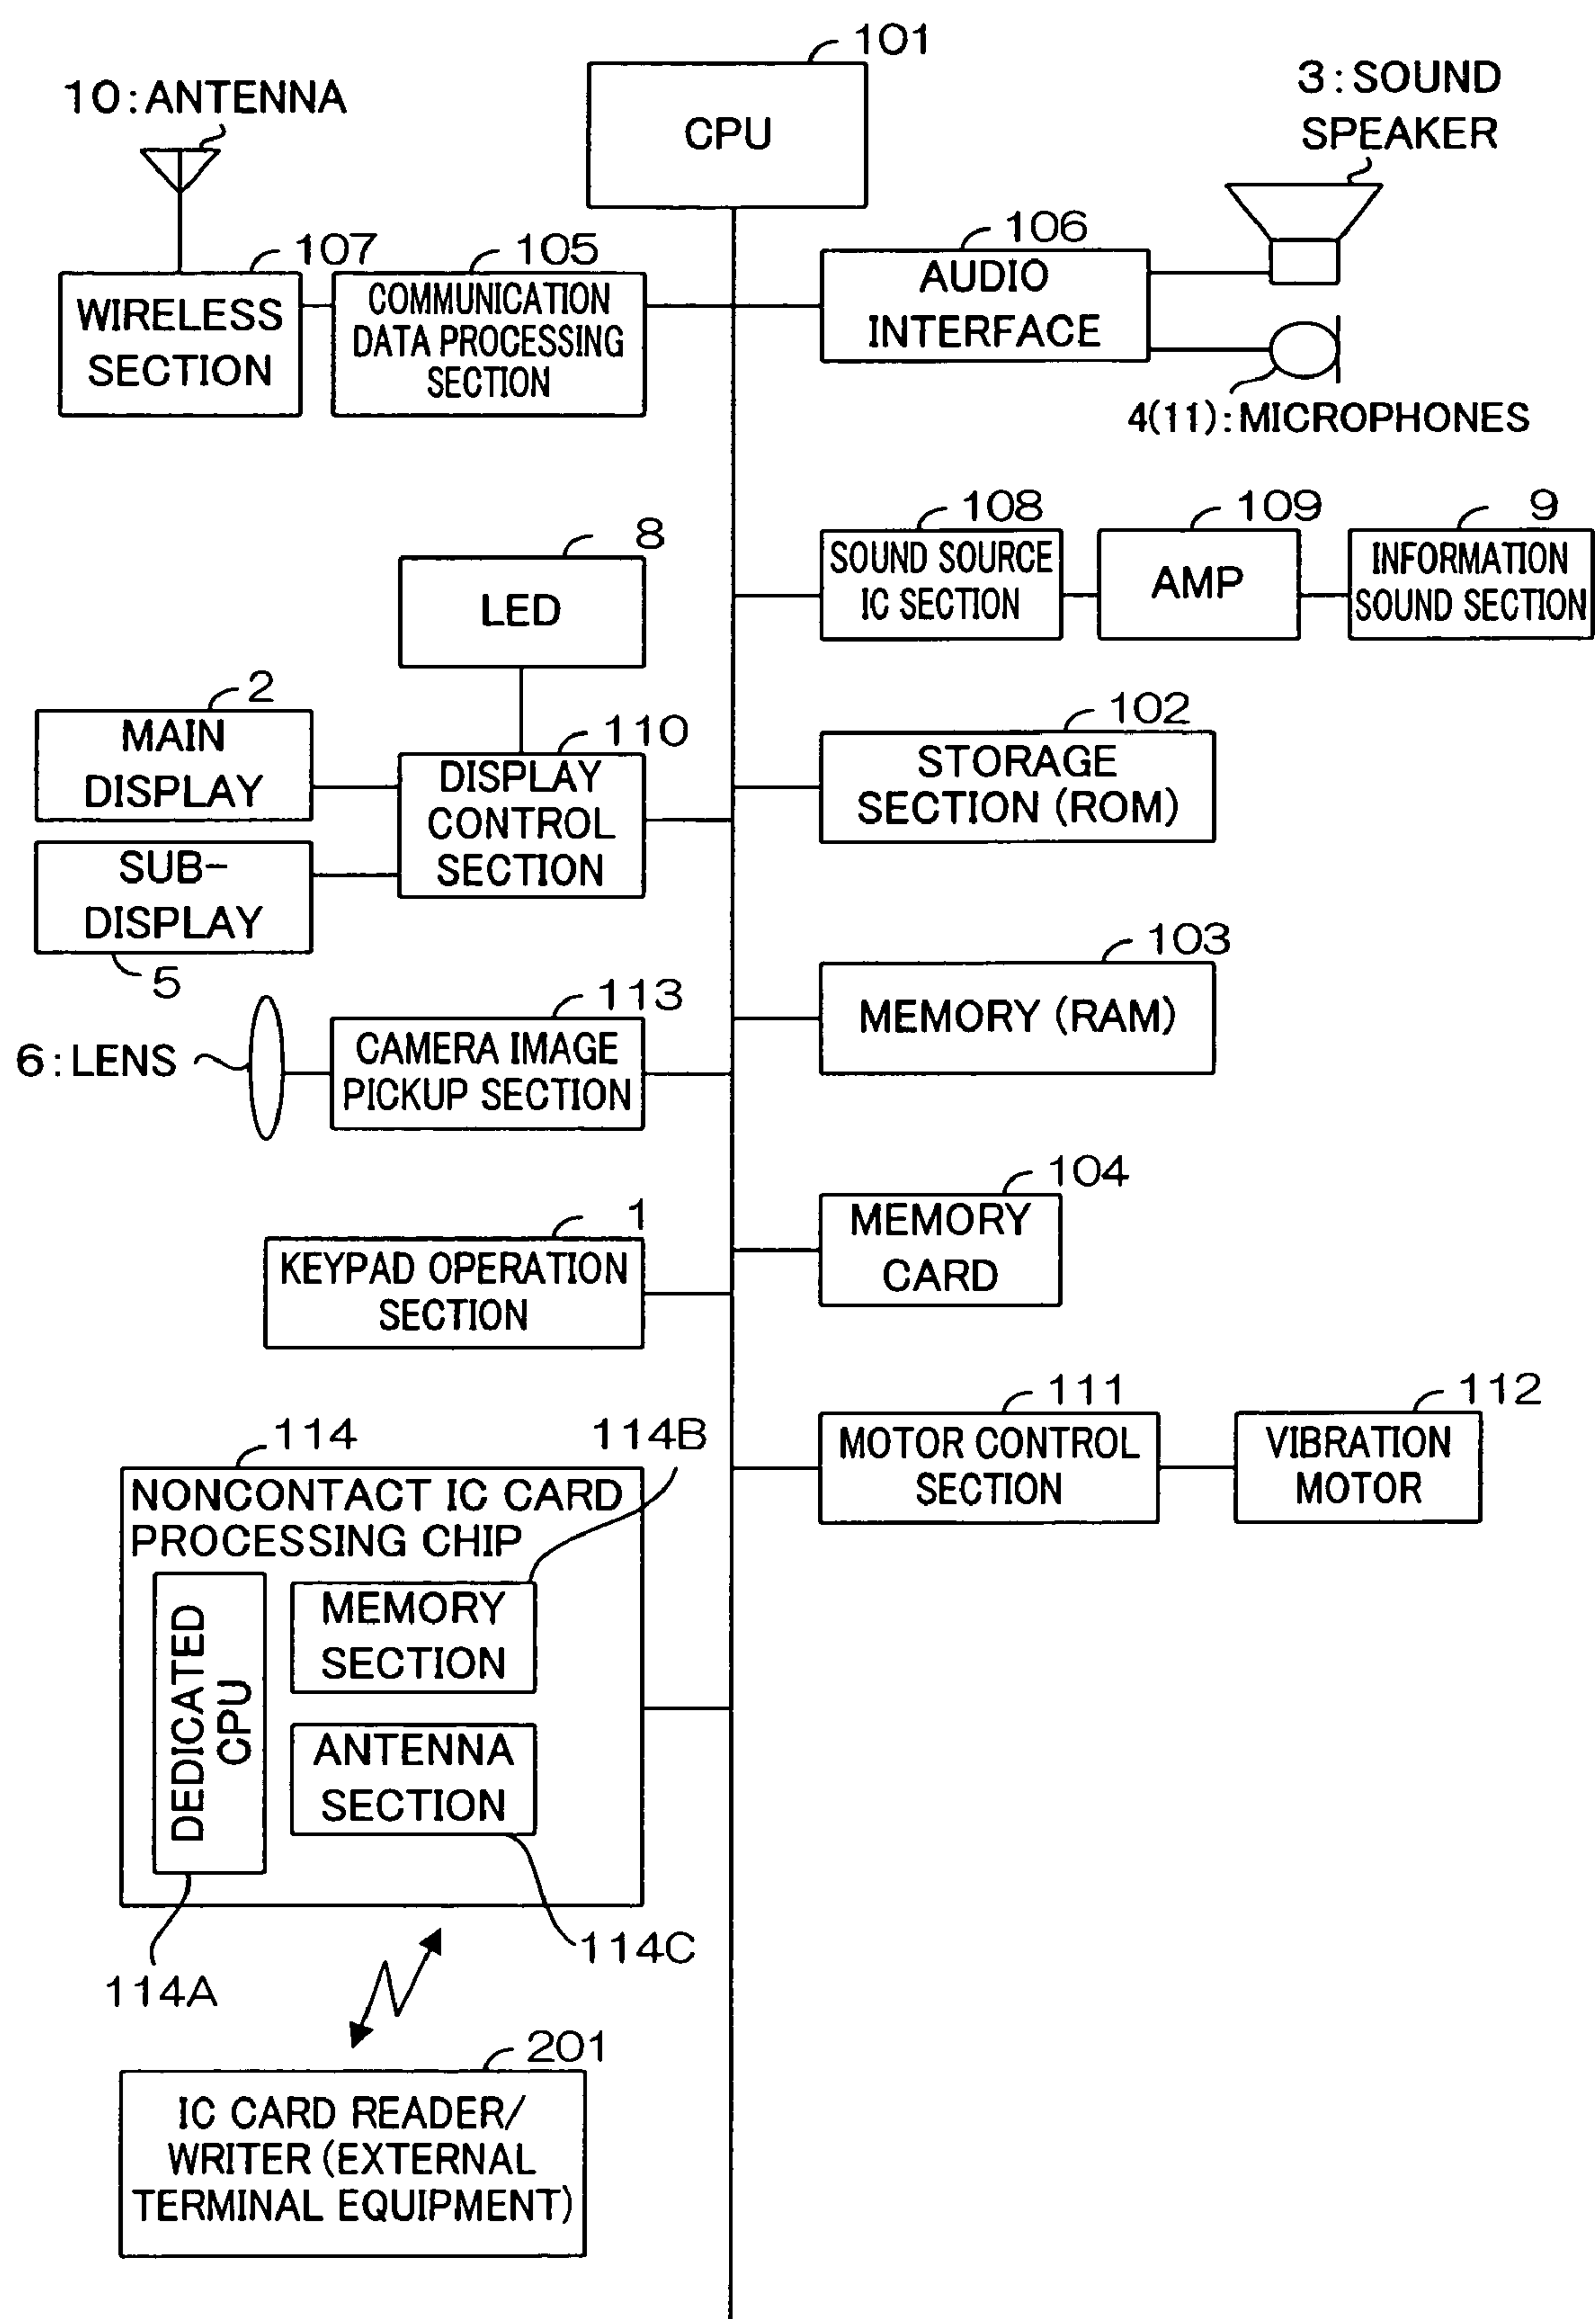 101
CPU
10:ANTENNA
3:SOUND
SPEAKER
107
WIRELESS
SECTION
105
COMMUNICATION
DATA PROCESSING
SECTION
106
AUDIO
INTERFACE
4(11):MICROPHONES
8
LED
108
SOUND SOURCE
IC SECTION
109
AMP
9
INFORMATION
SOUND SECTION
2
MAIN
DISPLAY
110
DISPLAY
CONTROL
SECTION
SUB-
DISPLAY
5
102
STORAGE
SECTION (ROM)
103
MEMORY (RAM)
6:LENS
113
CAMERA IMAGE
PICKUP SECTION
104
MEMORY
CARD
1
KEYPAD OPERATION
SECTION
111
MOTOR CONTROL
SECTION
112
VIBRATION
MOTOR
114
114B
NONCONTACT IC CARD
PROCESSING CHIP
DEDICATED
CPU
MEMORY
SECTION
ANTENNA
SECTION
114A
114C
201
IC CARD READER/
WRITER (EXTERNAL
TERMINAL EQUIPMENT)